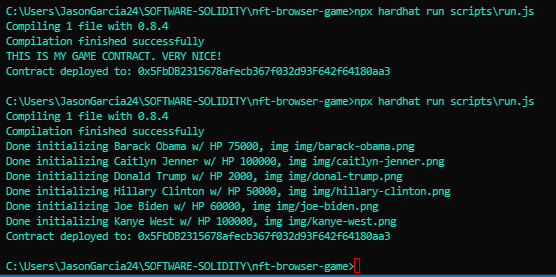 C:\Users\JasonGarcia24\SOFTWARE-SOLIDITY\nft-browser-game>npx hardhat run scripts\run.js
Compiling 1 file with 0.8.4
Compilation finished successfully
THIS IS MY GAME CONTRACT. VERY NICE!
Contract deployed to: 0x5FbDB2315678afecb367f032d93F642f64180aa3
C:\Users\JasonGarcia24\SOFTWARE-SOLIDITY\nft-browser-game>npx hardhat run scripts\run.js
Compiling 1 file with 0.8.4
Compilation finished successfully
Done initializing Barack Obama w/ HP 75000, img img/barack-obama.png
Done initializing Caitlyn Jenner w/ HP 100000, img img/caitlyn-jenner.png
Done initializing Donald Trump w/ HP 2000, img img/donal-trump.png
Done initializing Hillary Clinton w/ HP 50000, img img/hillary-clinton.png
Done initializing Joe Biden w/ HP 60000, img img/joe-biden.png
Done initializing Kanye West w/ HP 100000, img img/kanye-west.png
Contract deployed to: 0x5FbDB2315678afecb367f032d93F642f64180aa3
C:\Users\JasonGarcia24\SOFTWARE-SOLIDITY\nft-browser-game>